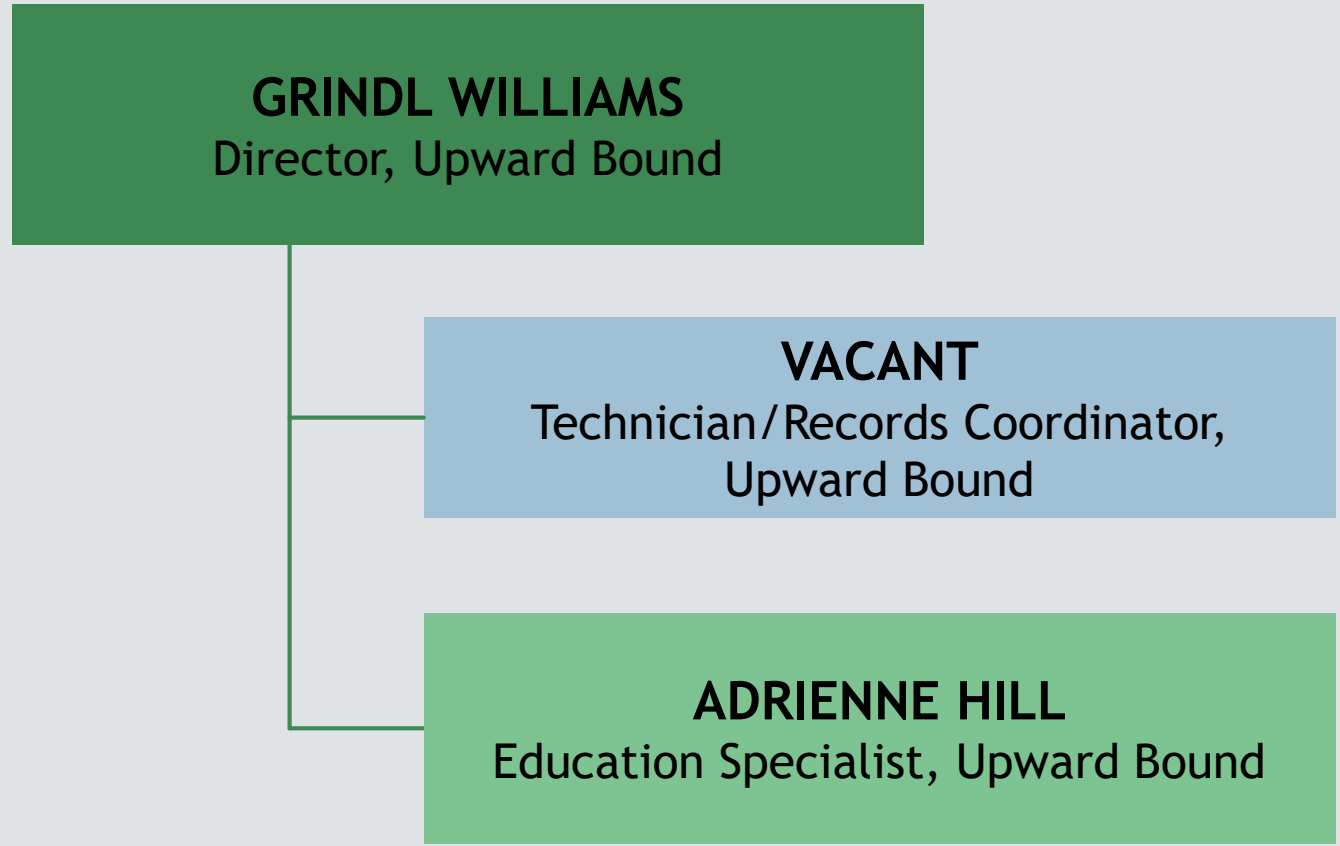 GRINDL WILLIAMS
Director, Upward Bound
VACANT
Technician/Records Coordinator,
Upward Bound
ADRIENNE HILL
Education Specialist, Upward Bound